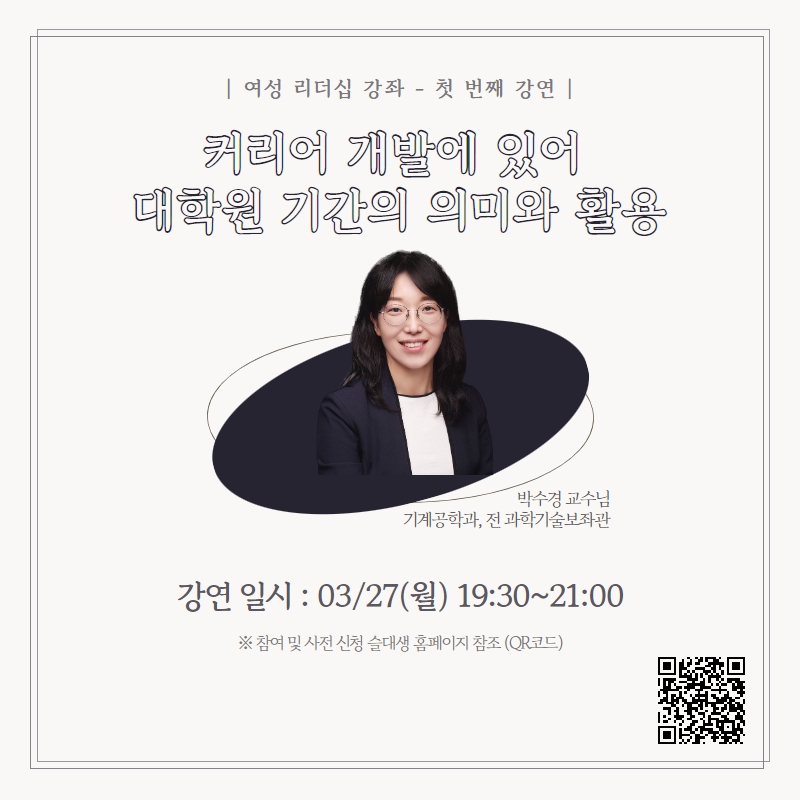 | 여성 리더십 강좌 - 첫 번째 강연 |
커리어 개발에 있어
대학원 기간의 의미와 활용
박수경 교수님
기계공학과, 전 과학기술보좌관
강연 일시 : 03/27(월) 19:30~21:00
※ 참여 및 사전 신청 슬대생 홈페이지 참조 (QR코드)